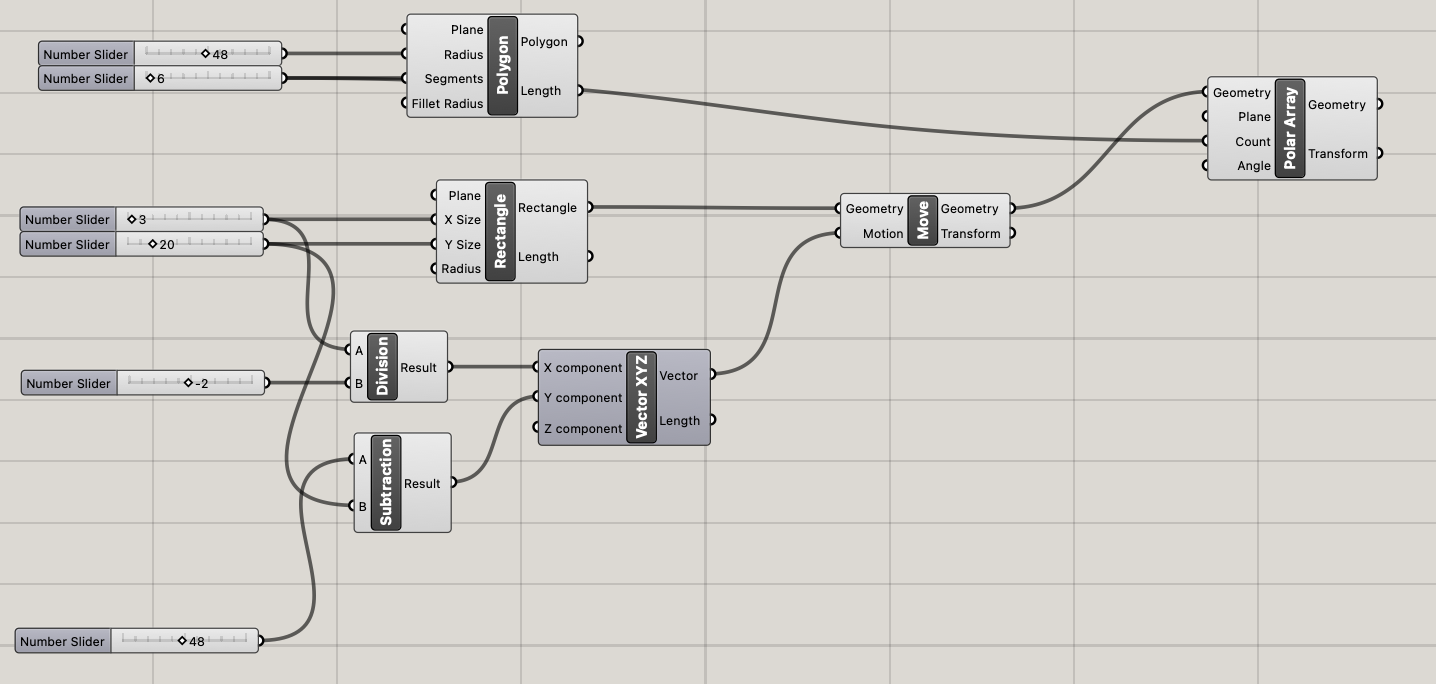 Number Slider 48
Number Slider 6
Plane
Radius
Segments
Fillet Radius
Polygon
Polygon
Length
Number Slider 3
Number Slider 20
Plane
X Size
Y Size
Radius
Rectangle
Rectangle
Length
Number Slider -2
A
B
Division
Result
A
B
Subtraction
Result
Number Slider 48
X component
Y component
Z component
Vector XYZ
Vector
Length
Geometry
Motion
Move
Geometry
Transform
Geometry
Plane
Count
Angle
Polar Array
Geometry
Transform